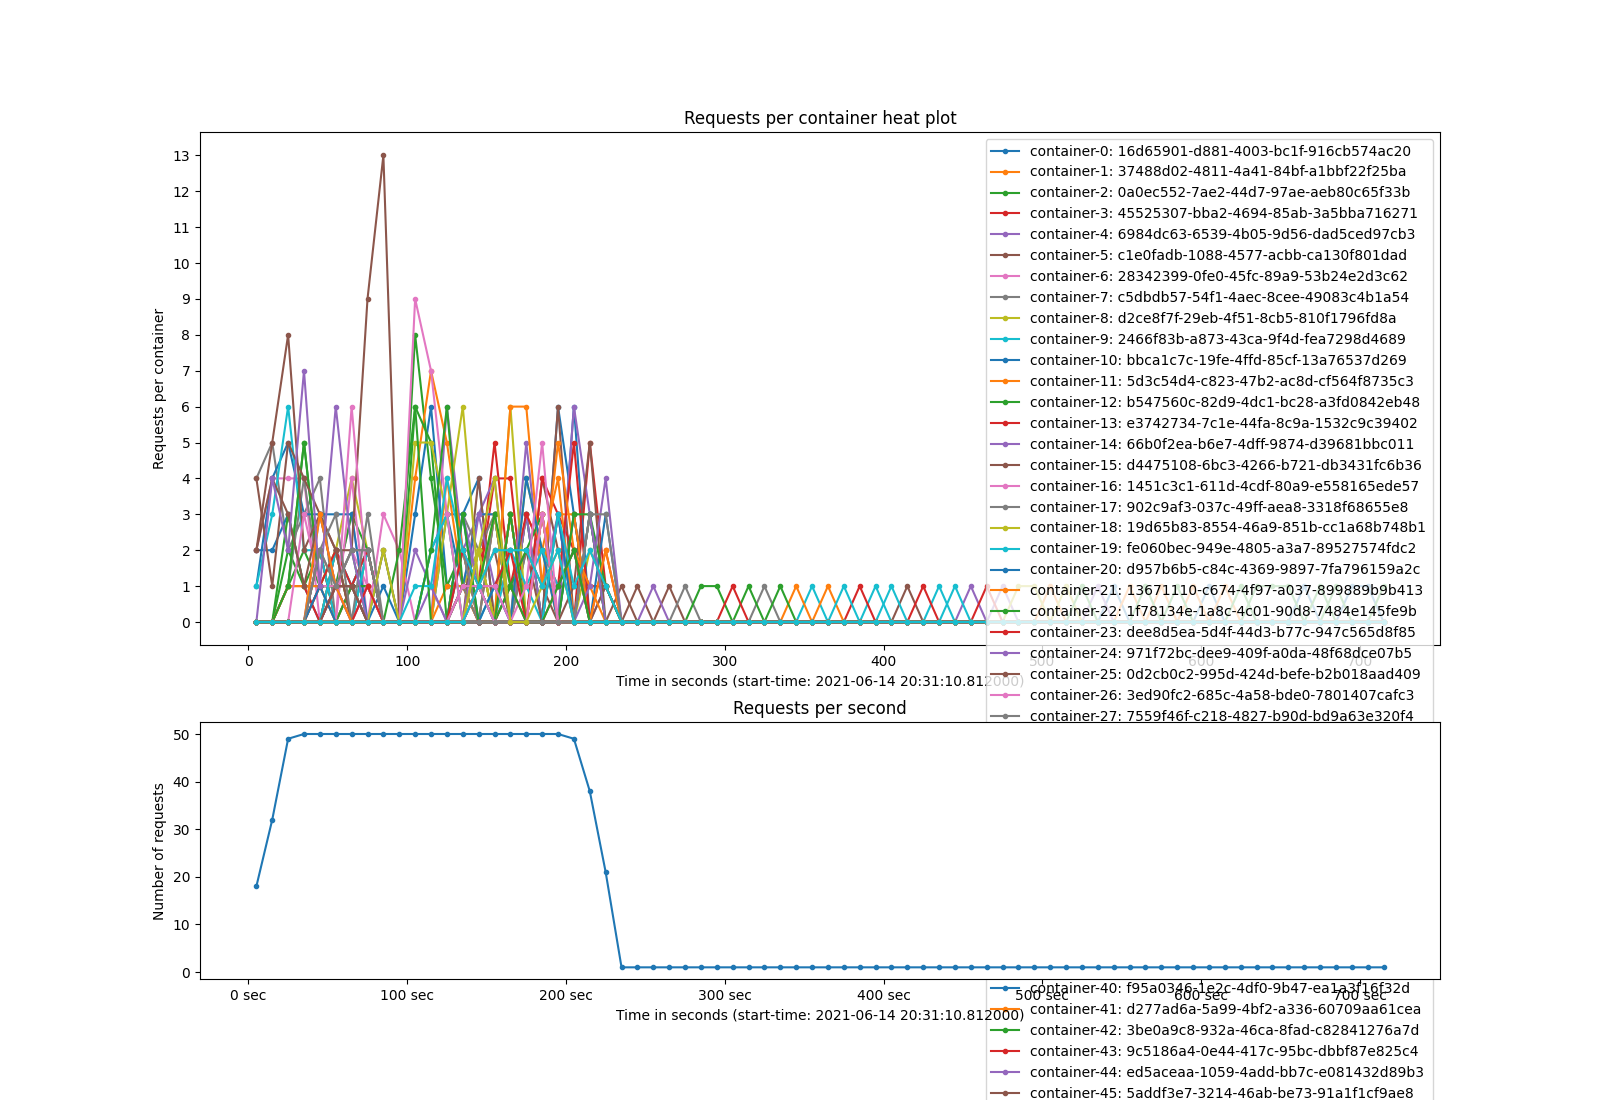 Requests per container heat plot
13
12
11
10
9
8
7
6
5
4
3
2
1
0
Requests per container
container-0: 16d65901-d881-4003-bc1f-916cb574ac20
container-1: 37488d02-4811-4a41-84bf-a1bbf22f25ba
container-2: 0a0ec552-7ae2-44d7-97ae-aeb80c65f33b
container-3: 45525307-bba2-4694-85ab-3a5bba716271
container-4: 6984dc63-6539-4b05-9d56-dad5ced97cb3
container-5: c1e0fadb-1088-4577-acbb-ca130f801dad
container-6: 28342399-0fe0-45fc-89a9-53b24e2d3c62
container-7: c5dbdb57-54f1-4aec-8cee-49083c4b1a54
container-8: d2ce8f7f-29eb-4f51-8cb5-810f1796fd8a
container-9: 2466f83b-a873-43ca-9f4d-fea7298d4689
container-10: bbca1c7c-19fe-4ffd-85cf-13a76537d269
container-11: 5d3c54d4-c823-47b2-ac8d-cf564f8735c3
container-12: b547560c-82d9-4dc1-bc28-a3fd0842eb48
container-13: e3742734-7c1e-44fa-8c9a-1532c9c39402
container-14: 66b0f2ea-b6e7-4dff-9874-d39681bbc011
container-15: d4475108-6bc3-4266-b721-db3431fc6b36
container-16: 1451c3c1-611d-4cdf-80a9-e558165ede57
container-17: 902c9af3-037c-49ff-aea8-3318f68655e8
container-18: 19d65b83-8554-46a9-851b-cc1a68b748b1
container-19: fe060bec-949e-4805-a3a7-89527574fdc2
container-20: d957b6b5-c84c-4369-9897-7fa796159a2c
container-21: 13671110-c674-4f97-a037-899889b9b413
container-22: 1f78134e-1a8c-4c01-90d8-7484e145fe9b
container-23: dee8d5ea-5d4f-44d3-b77c-947c565d8f85
container-24: 971f72bc-dee9-409f-a0da-48f68dce07b5
container-25: 0d2cb0c2-995d-424d-befe-b2b018aad409
container-26: 3ed90fc2-685c-4a58-bde0-7801407cafc3
container-27: 7559f46f-c218-4827-b90d-bd9a63e320f4
0 100 200 300 400 500 600 700
Time in seconds (start-time: 2021-06-14 20:31:10.812000)
Requests per second
50
40
30
20
10
0
Number of requests
0 sec 100 sec 200 sec 300 sec 400 sec 500 sec 600 sec 700 sec
Time in seconds (start-time: 2021-06-14 20:31:10.812000)
container-40: f95a0346-1e2c-4df0-9b47-ea1a3f16f32d
container-41: d277ad6a-5a99-4bf2-a336-60709aa61cea
container-42: 3be0a9c8-932a-46ca-8fad-c82841276a7d
container-43: 9c5186a4-0e44-417c-95bc-dbbf87e825c4
container-44: ed5aceaa-1059-4add-bb7c-e081432d89b3
container-45: 5addf3e7-3214-46ab-be73-91a1f1cf9ae8